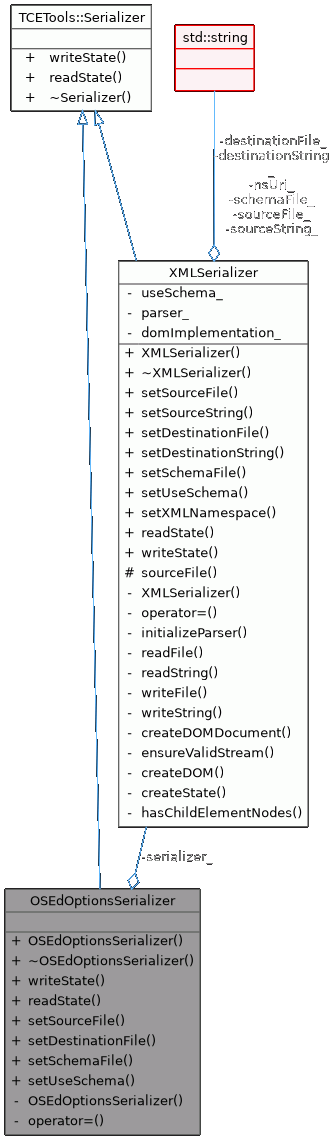 TCETools::Serializer
+ writeState()
+ readState()
+ ~Serializer()
std::string
-destinationFile_
-destinationString
_
-nsUri_
-schemaFile_
-sourceFile_
-sourceString_
XMLSerializer
- useSchema_
- parser_
- domImplementation_
+ XMLSerializer()
+ ~XMLSerializer()
+ setSourceFile()
+ setSourceString()
+ setDestinationFile()
+ setDestinationString()
+ setSchemaFile()
+ setUseSchema()
+ setXMLNamespace()
+ readState()
+ writeState()
# sourceFile()
- XMLSerializer()
- operator=()
- initializeParser()
- readFile()
- readString()
- writeFile()
- writeString()
- createDOMDocument()
- ensureValidStream()
- createDOM()
- createState()
- hasChildElementNodes()
-serializer_
OSEdOptionsSerializer
+ OSEdOptionsSerializer()
+ ~OSEdOptionsSerializer()
+ writeState()
+ readState()
+ setSourceFile()
+ setDestinationFile()
+ setSchemaFile()
+ setUseSchema()
- OSEdOptionsSerializer()
- operator=()